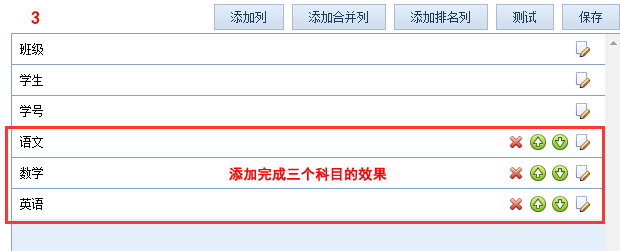 3 添加列 添加合并列 添加排名列 测试 保存
班级
学生
学号
语文
数学 添加完成三个科目的效果
英语